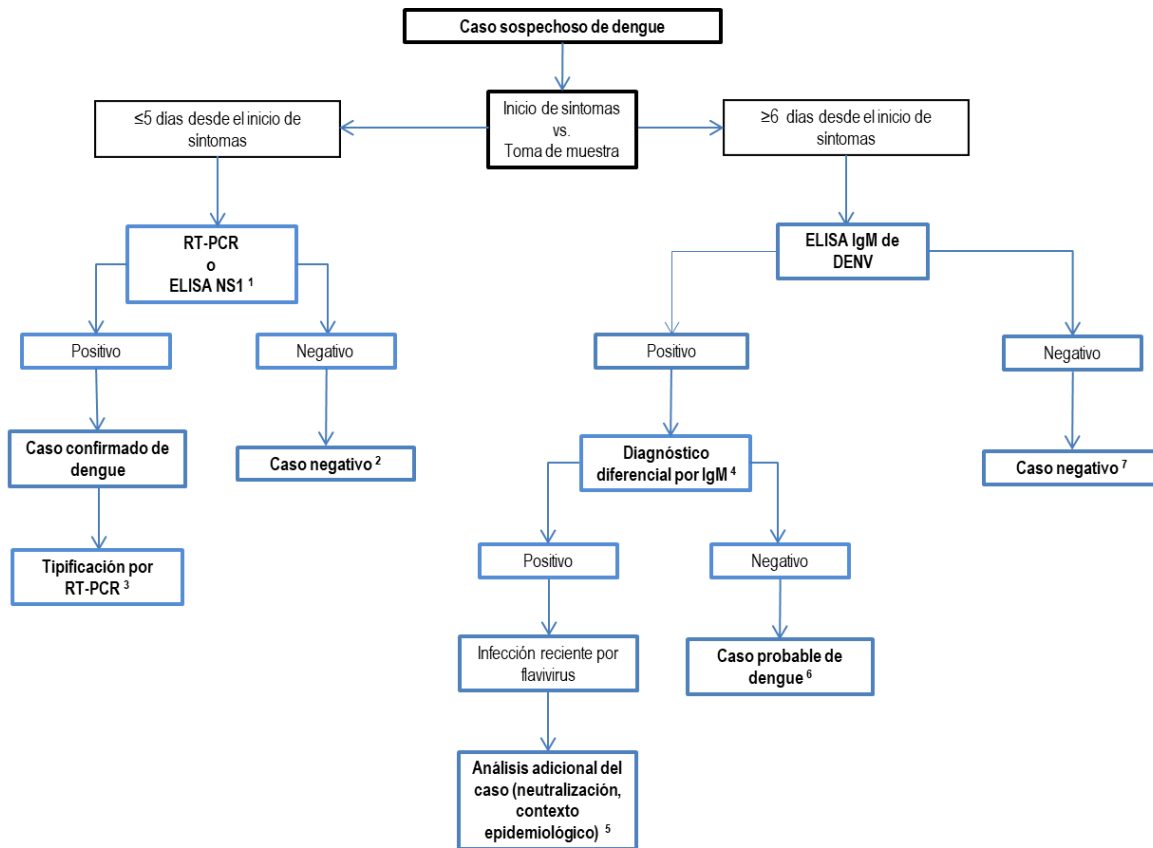 Caso sospechoso de dengue
≤5 dias desde el inicio de
síntomas
Inicio de síntomas
vs.
Toma de muestra
≥6 dias desde el inicio de
síntomas
RT-PCR
o
ELISA NS1 1
ELISA IgM de
DENV
Positivo
Negativo
Positivo
Negativo
Caso confirmado de
dengue
Caso negativo 2
Diagnóstico
diferencial por IgM 4
Caso negativo 7
Tipificación por
RT-PCR 3
Positivo
Negativo
Infección reciente por
flavivirus
Caso probable de
dengue 6
Análisis adicional del
caso (neutralización,
contexto
epidemiológico) 5